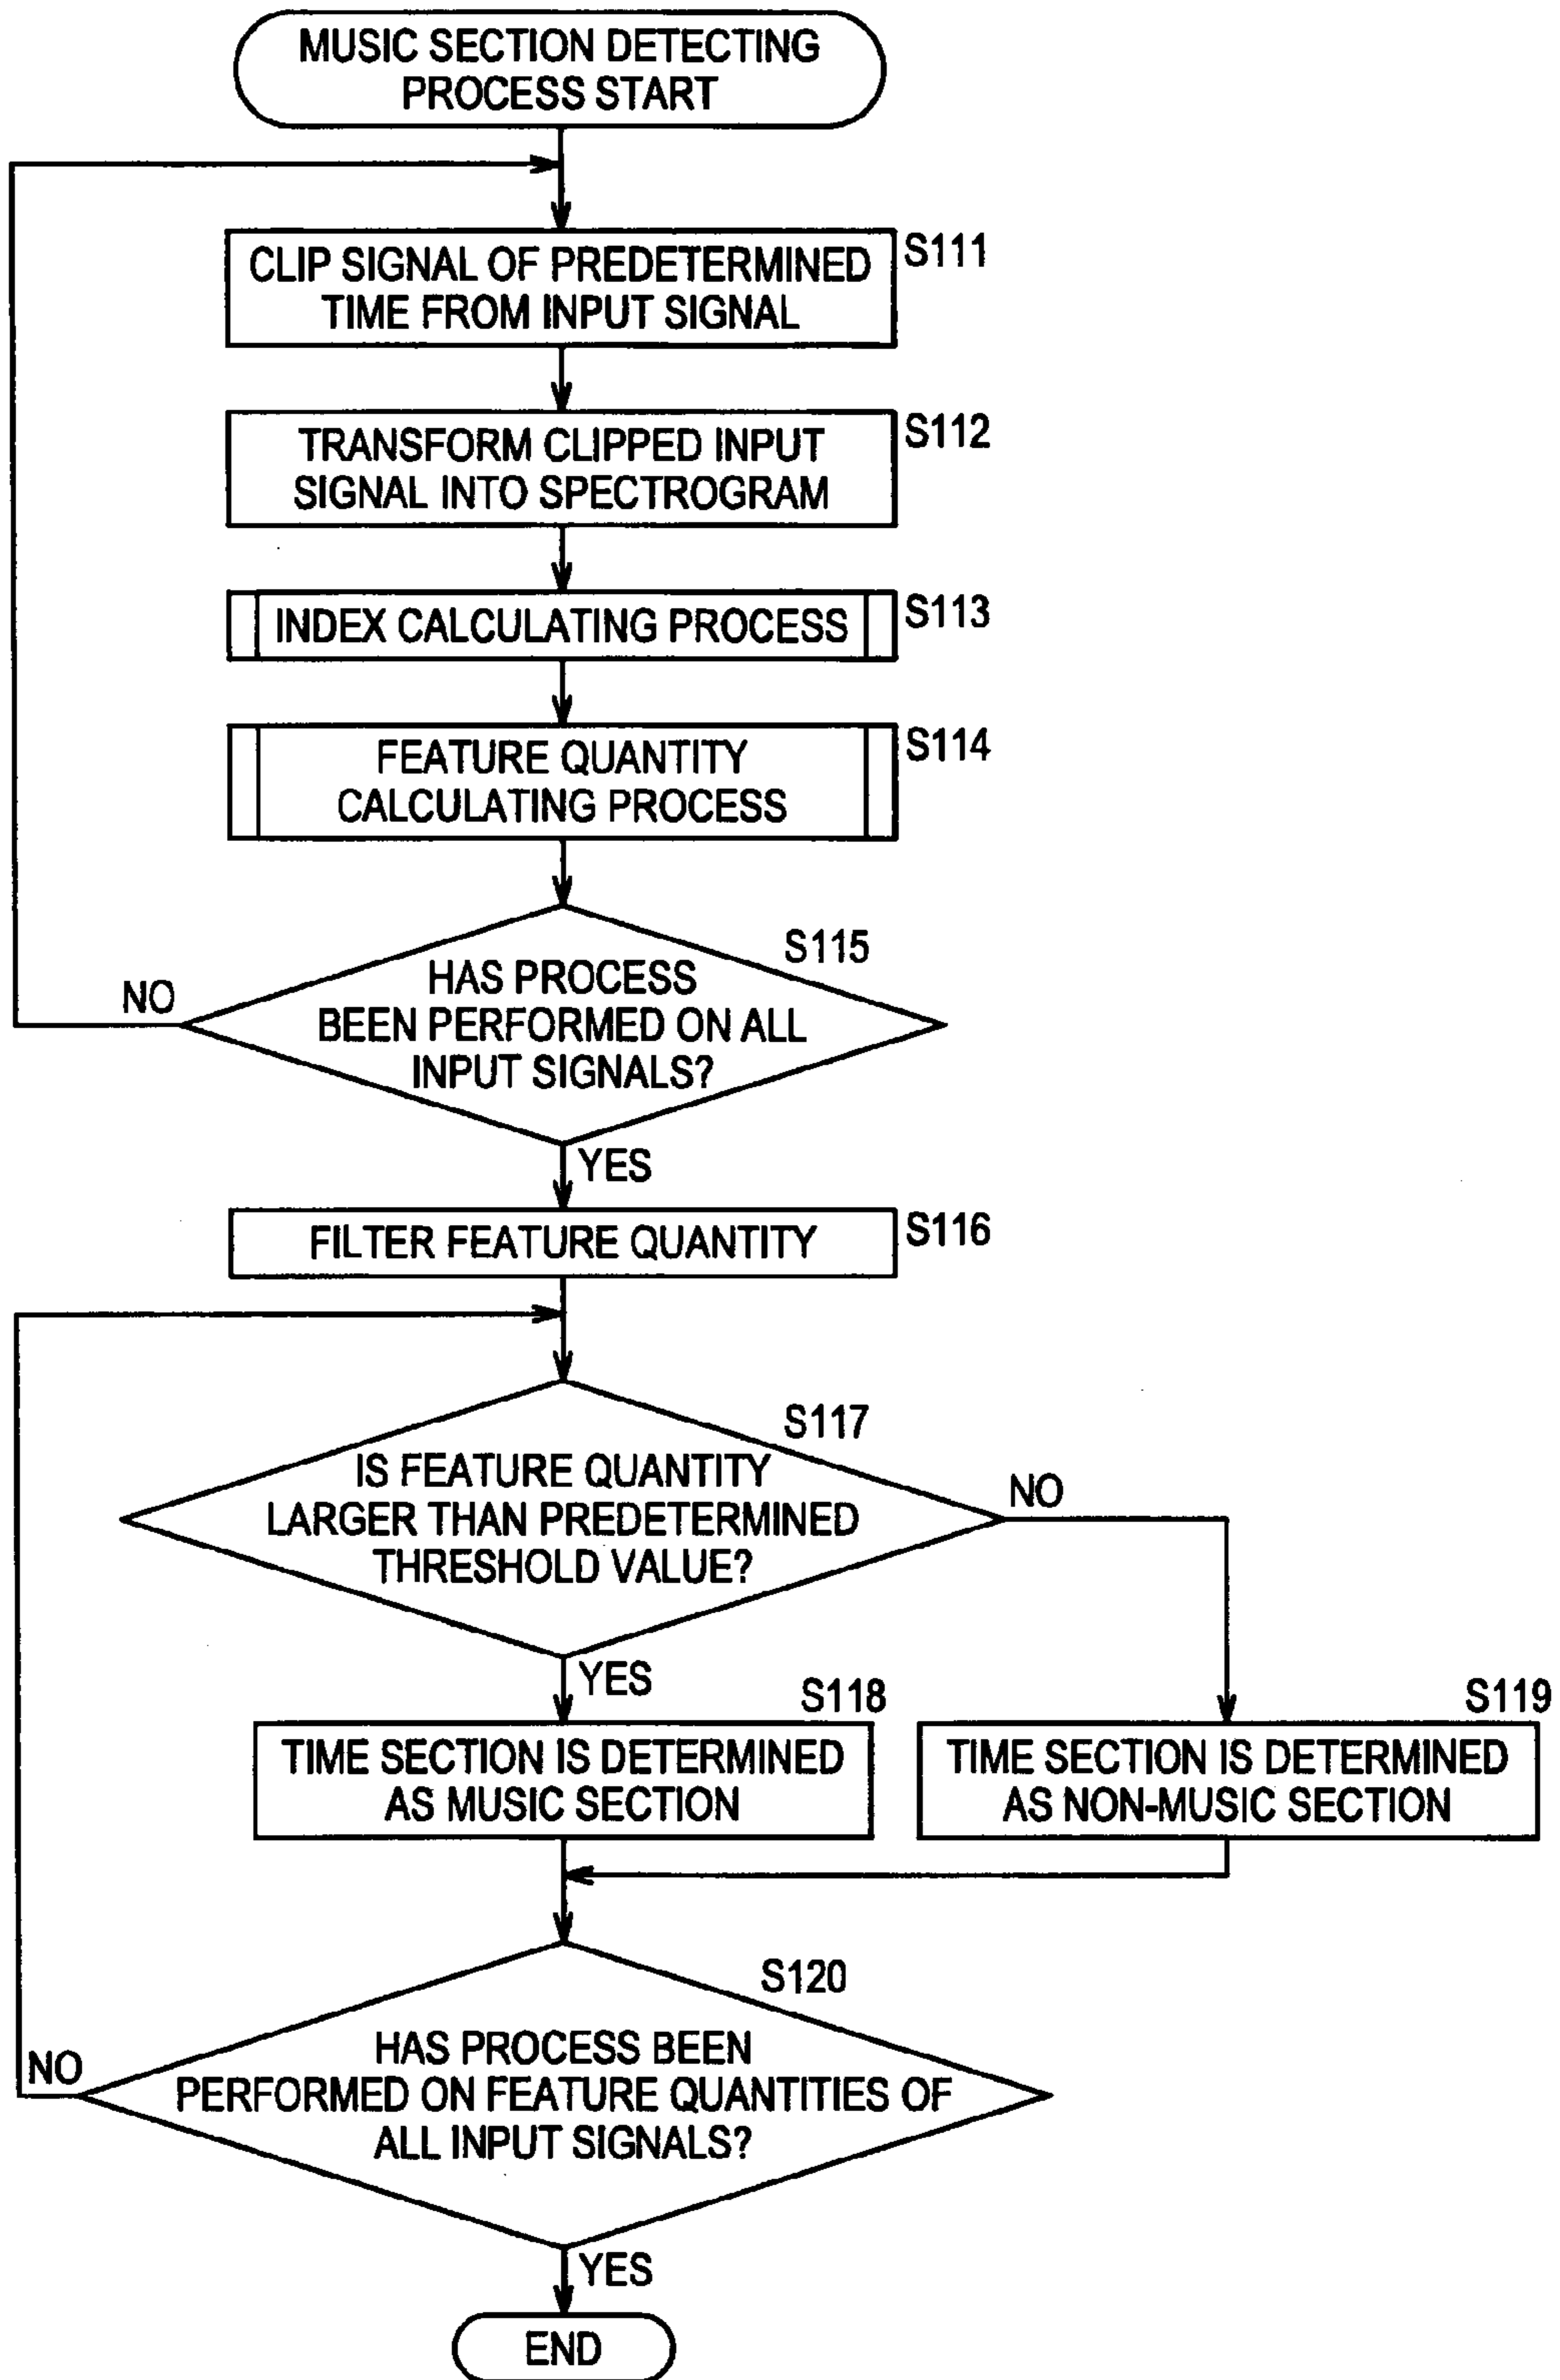 MUSIC SECTION DETECTING
PROCESS START
CLIP SIGNAL OF PREDETERMINED
TIME FROM INPUT SIGNAL
S111
TRANSFORM CLIPPED INPUT
SIGNAL INTO SPECTROGRAM
S112
INDEX CALCULATING PROCESS
S113
FEATURE QUANTITY
CALCULATING PROCESS
S114
S115
HAS PROCESS
BEEN PERFORMED ON ALL
INPUT SIGNALS?
NO
YES
FILTER FEATURE QUANTITY
S116
S117
IS FEATURE QUANTITY
LARGER THAN PREDETERMINED
THRESHOLD VALUE?
NO
YES
S118
TIME SECTION IS DETERMINED
AS MUSIC SECTION
S119
TIME SECTION IS DETERMINED
AS NON-MUSIC SECTION
S120
HAS PROCESS BEEN
PERFORMED ON FEATURE QUANTITIES OF
ALL INPUT SIGNALS?
NO
YES
END